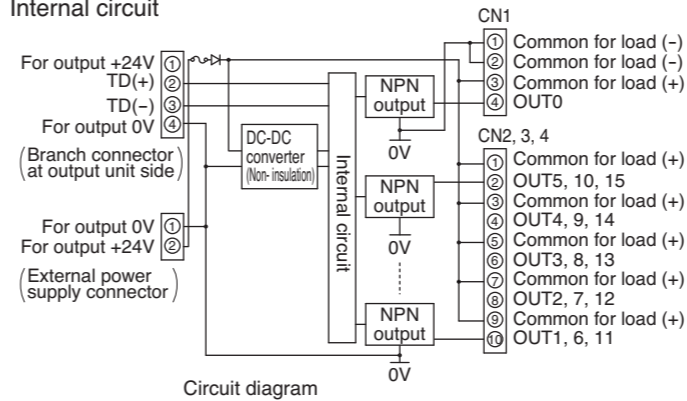 Internal circuit
For output +24V ①
TD(+) ②
TD(−) ③
For output 0V ④
(Branch connector
at output unit side)
For output 0V ①
For output +24V ②
(External power
supply connector)
DC-DC
converter
(Non- insulation)
Internal circuit
NPN
output
0V
NPN
output
0V
NPN
output
0V
CN1
① Common for load (−)
② Common for load (−)
③ Common for load (+)
④ OUT0
CN2, 3, 4
① Common for load (+)
② OUT5, 10, 15
③ Common for load (+)
④ OUT4, 9, 14
⑤ Common for load (+)
⑥ OUT3, 8, 13
⑦ Common for load (+)
⑧ OUT2, 7, 12
⑨ Common for load (+)
⑩ OUT1, 6, 11
Circuit diagram